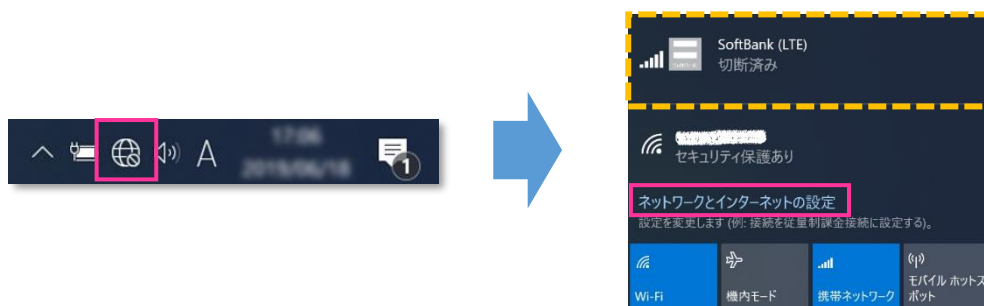 A
1
SoftBank (LTE)
切断済み
セキュリティ保護あり
ネットワークとインターネットの設定
設定を変更します (例: 接続を従量制課金接続に設定する)。
Wi-Fi
機内モード
携帯ネットワーク
モバイル ホットス
ポット